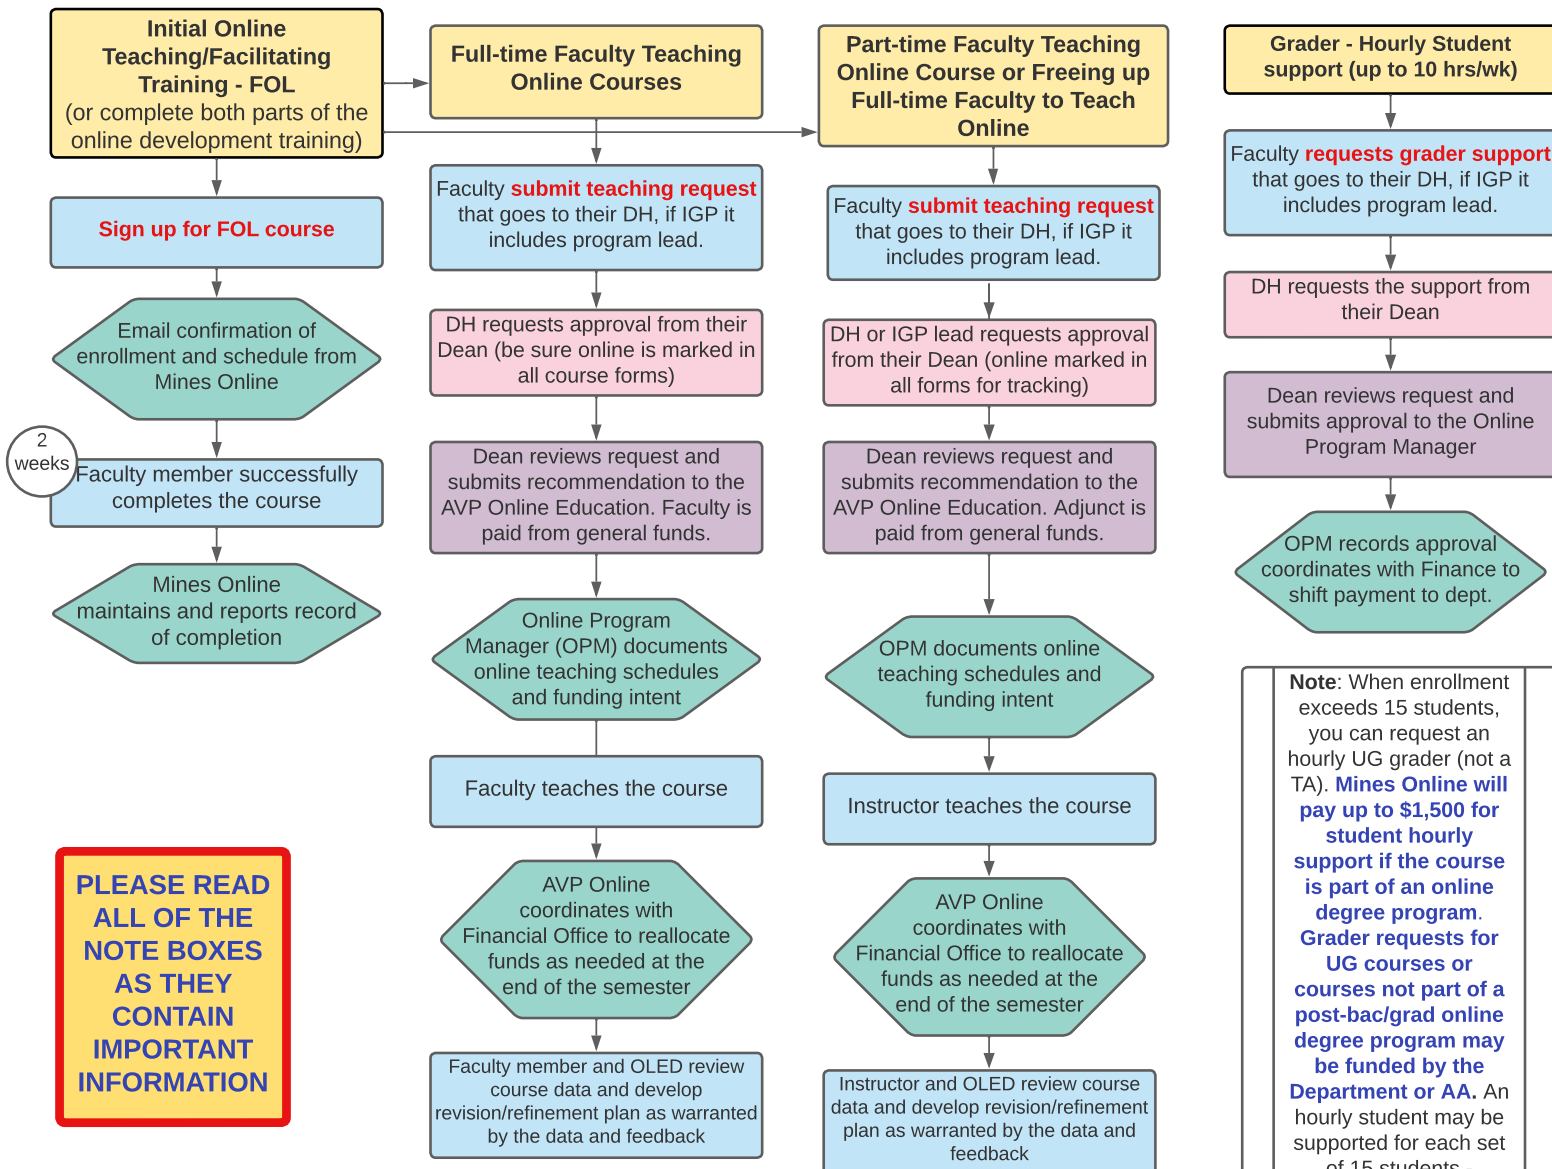 Initial Online
Teaching/Facilitating
Training - FOL
(or complete both parts of the
online development training)
Sign up for FOL course
Email confirmation of
enrollment and schedule from
Mines Online
2
weeks
Faculty member successfully
completes the course
Mines Online
maintains and reports record
of completion
PLEASE READ
ALL OF THE
NOTE BOXES
AS THEY
CONTAIN
IMPORTANT
INFORMATION
Full-time Faculty Teaching
Online Courses
Faculty submit teaching request
that goes to their DH, if IGP it
includes program lead.
DH requests approval from their
Dean (be sure online is marked in
all course forms)
Dean reviews request and
submits recommendation to the
AVP Online Education. Faculty is
paid from general funds.
Online Program
Manager (OPM) documents
online teaching schedules
and funding intent
Faculty teaches the course
AVP Online
coordinates with
Financial Office to reallocate
funds as needed at the
end of the semester
Faculty member and OLED review
course data and develop
revision/refinement plan as warranted
by the data and feedback
Part-time Faculty Teaching
Online Course or Freeing up
Full-time Faculty to Teach
Online
Faculty submit teaching request
that goes to their DH, if IGP it
includes program lead.
DH or IGP lead requests approval
from their Dean (online marked in
all forms for tracking)
Dean reviews request and
submits recommendation to the
AVP Online Education. Adjunct is
paid from general funds.
OPM documents online
teaching schedules and
funding intent
Instructor teaches the course
AVP Online
coordinates with
Financial Office to reallocate
funds as needed at the
end of the semester
Instructor and OLED review course
data and develop revision/refinement
plan as warranted by the data and
feedback
Grader - Hourly Student
support (up to 10 hrs/wk)
Faculty requests grader support
that goes to their DH, if IGP it
includes program lead.
DH requests the support from
their Dean
Dean reviews request and
submits approval to the Online
Program Manager
OPM records approval
coordinates with Finance to
shift payment to dept.
Note: When enrollment
exceeds 15 students,
you can request an
hourly UG grader (not a
TA). Mines Online will
pay up to $1,500 for
student hourly
support if the course
is part of an online
degree program.
Grader requests for
UG courses or
courses not part of a
post-bac/grad online
degree program may
be funded by the
Department or AA. An
hourly student may be
supported for each set
of 15 students -